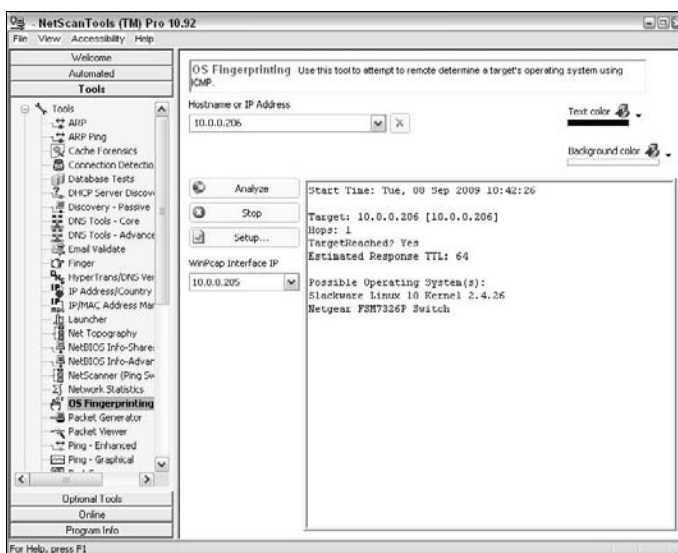 - NetScanTools (TM) Pro 10.92
File View Accessibility Help
Welcome
Automated
Tools
Tools
ARP
ARP Ping
Cache Forensics
Connection Detectio
Database Tests
DHCP Server Discov
Discovery - Passive
DNS Tools - Core
DNS Tools - Advance
Email Validate
Finger
HyperTrans/DNS Ver
IP Address/Country
IP/MAC Address Mar
Launcher
Net Topography
NetBIOS Info-Share
NetBIOS Info-Advar
NetScanner (Ping Sw
Network Statistics
OS Fingerprinting
Packet Generator
Packet Viewer
Ping - Enhanced
Ping - Graphical
Optional Tools
Online
Program Info
OS Fingerprinting Use this tool to attempt to remote determine a target's operating system using
ICMP.
Hostname or IP Address
10.0.0.206
Text color
Background color
Analyze
Stop
Setup...
WinPcap Interface IP
10.0.0.205
Start Time: Tue, 08 Sep 2009 10:42:26
Target: 10.0.0.206 [10.0.0.206]
Hops: 1
TargetReached? Yes
Estimated Response TTL: 64
Possible Operating System(s):
Slackware Linux 10 Kernel 2.4.26
Netgear FSM7326P Switch
For Help, press F1